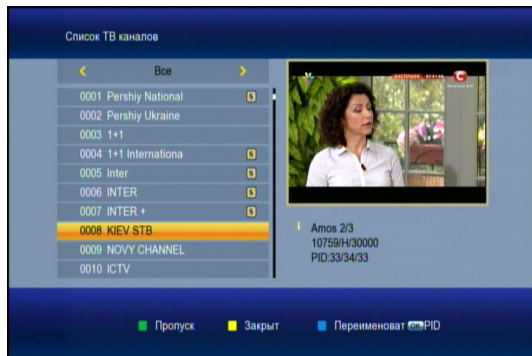 Список ТВ каналов
Все
0001 Pershiy National
0002 Pershiy Ukraine
0003 1+1
0004 1+1 Internationa
0005 Inter
0006 INTER
0007 INTER +
0008 KIEV STB
0009 NOVY CHANNEL
0010 ICTV
Amos 2/3
10759/H/30000
PID:33/34/33
Пропуск
Закрыт
Переименоват
OK PID